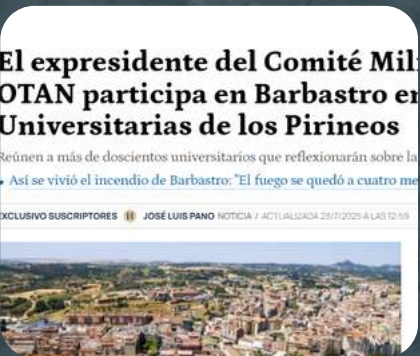 El expresidente del Comité Mil
OTAN participa en Barbastro e
Universitarias de los Pirineos
Reúnen a más de doscientos universitarios que reflexionarán sobre la
Así se vivió el incendio de Barbastro: "El fuego se quedó a cuatro me
EXCLUSIVO SUSCRIPTORES JOSÉ LUIS PANO NOTICIA / ACTUALIZADA 23/7/2025 A LAS 12:59